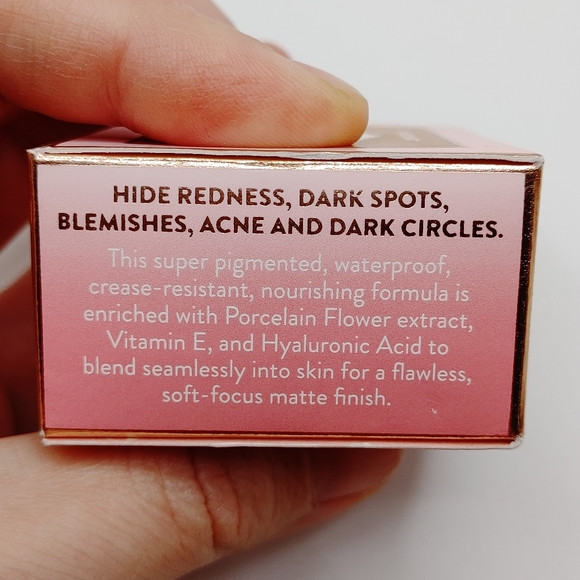 HIDE REDNESS, DARK SPOTS,
BLEMISHES, ACNE AND DARK CIRCLES.
This super pigmented, waterproof,
crease-resistant, nourishing formula is
enriched with Porcelain Flower extract,
Vitamin E, and Hyaluronic Acid to
blend seamlessly into skin for a flawless,
soft-focus matte finish.